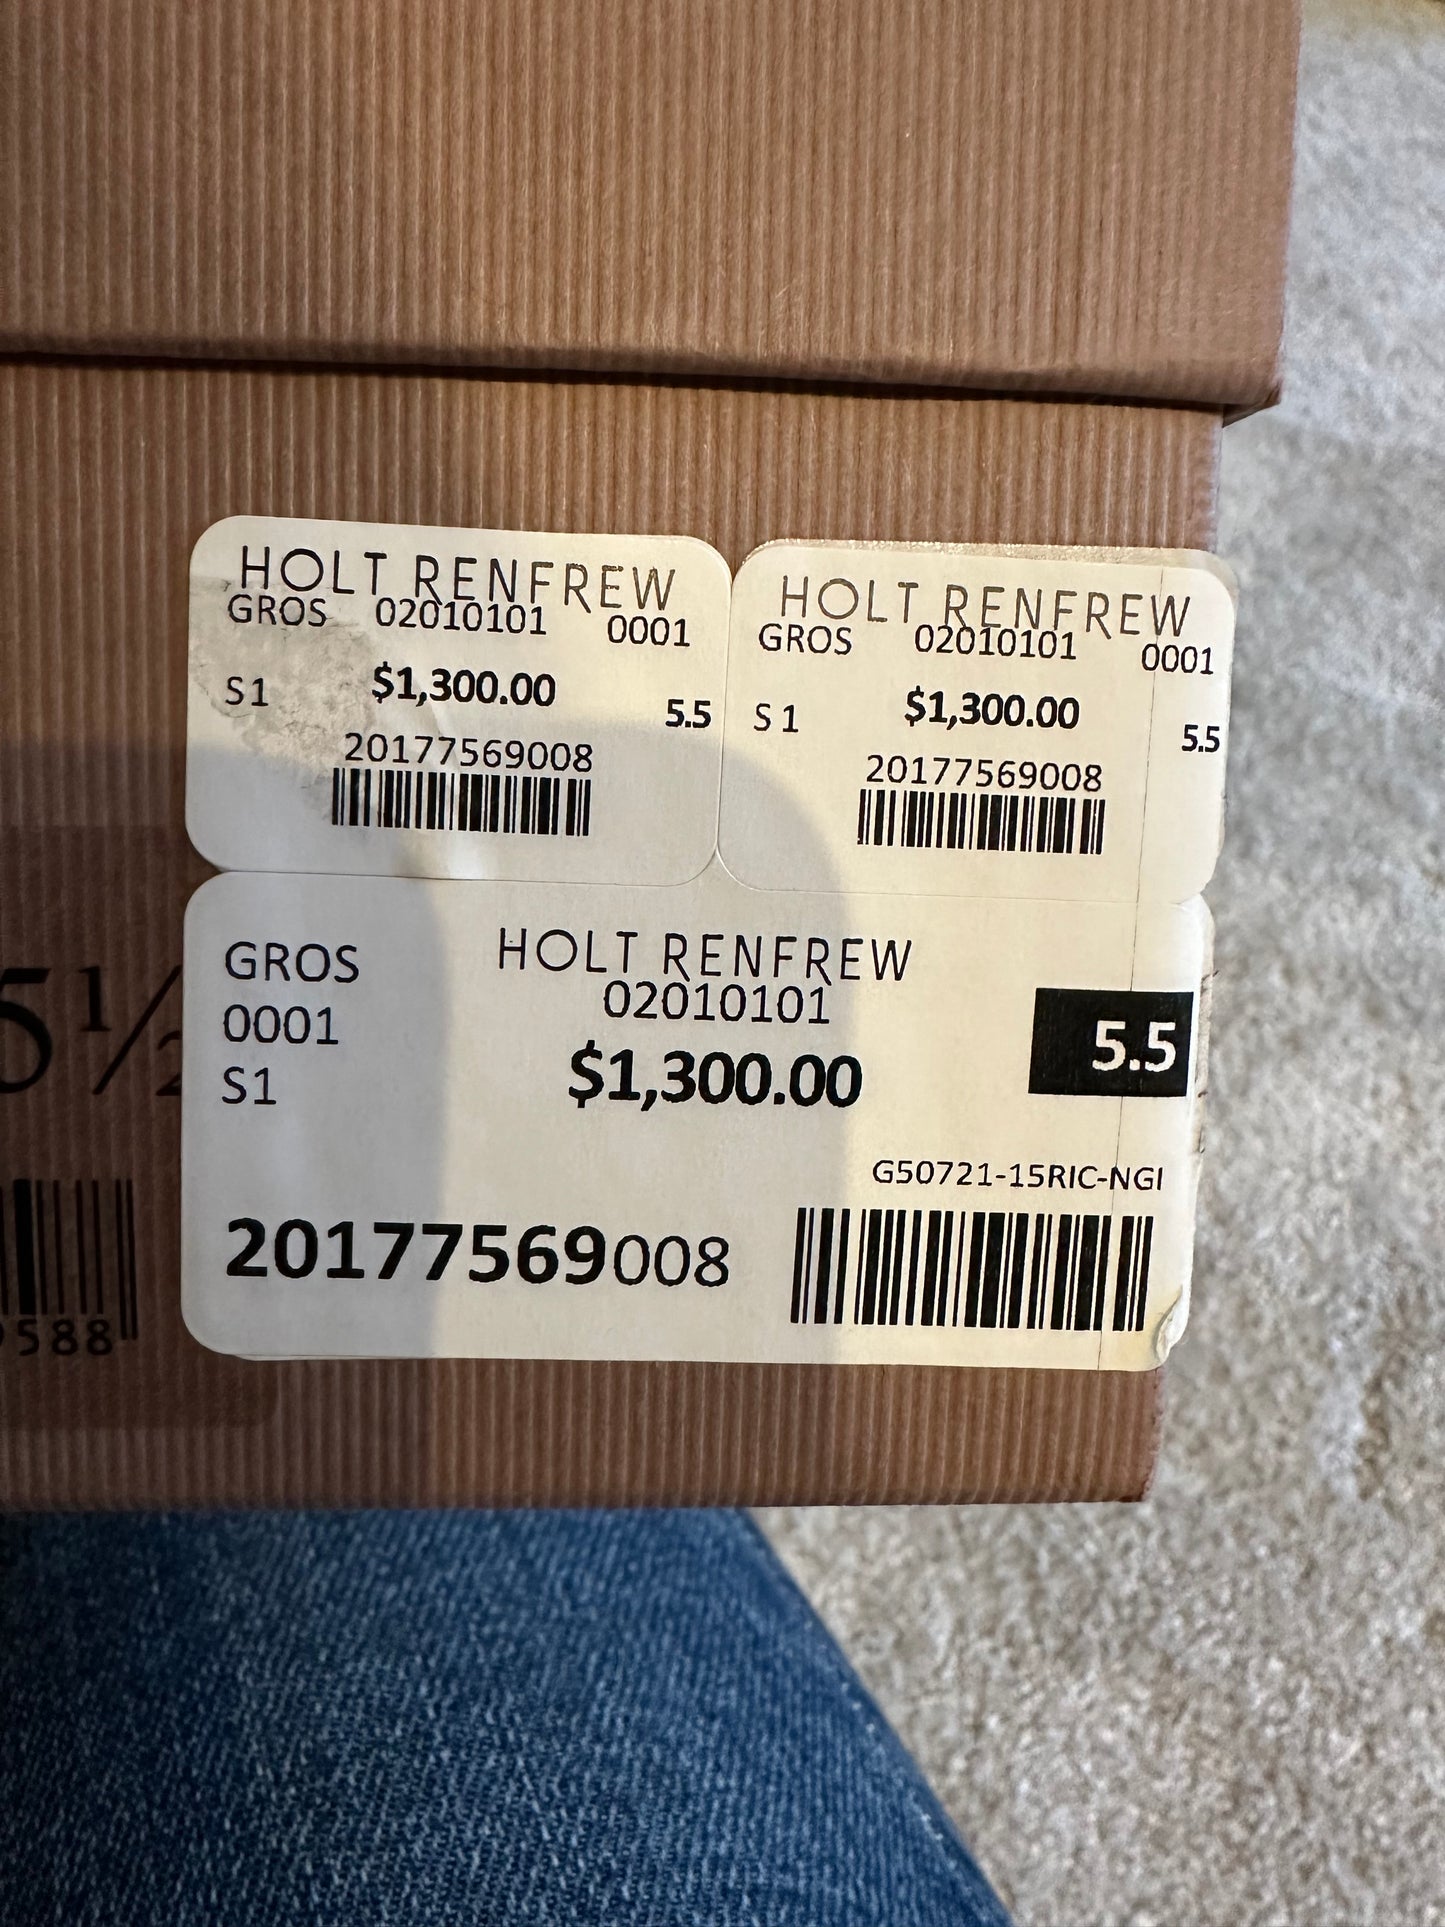 HOLT RENFREW
GROS 02010101 0001
S1 $1,300.00 5.5
20177569008
HOLT RENFREW
GROS 02010101 0001
S1 $1,300.00 5.5
20177569008
GROS HOLT RENFREW
0001 02010101
S1 $1,300.00 5.5
G50721-15RIC-NGI
20177569008
5½
9588